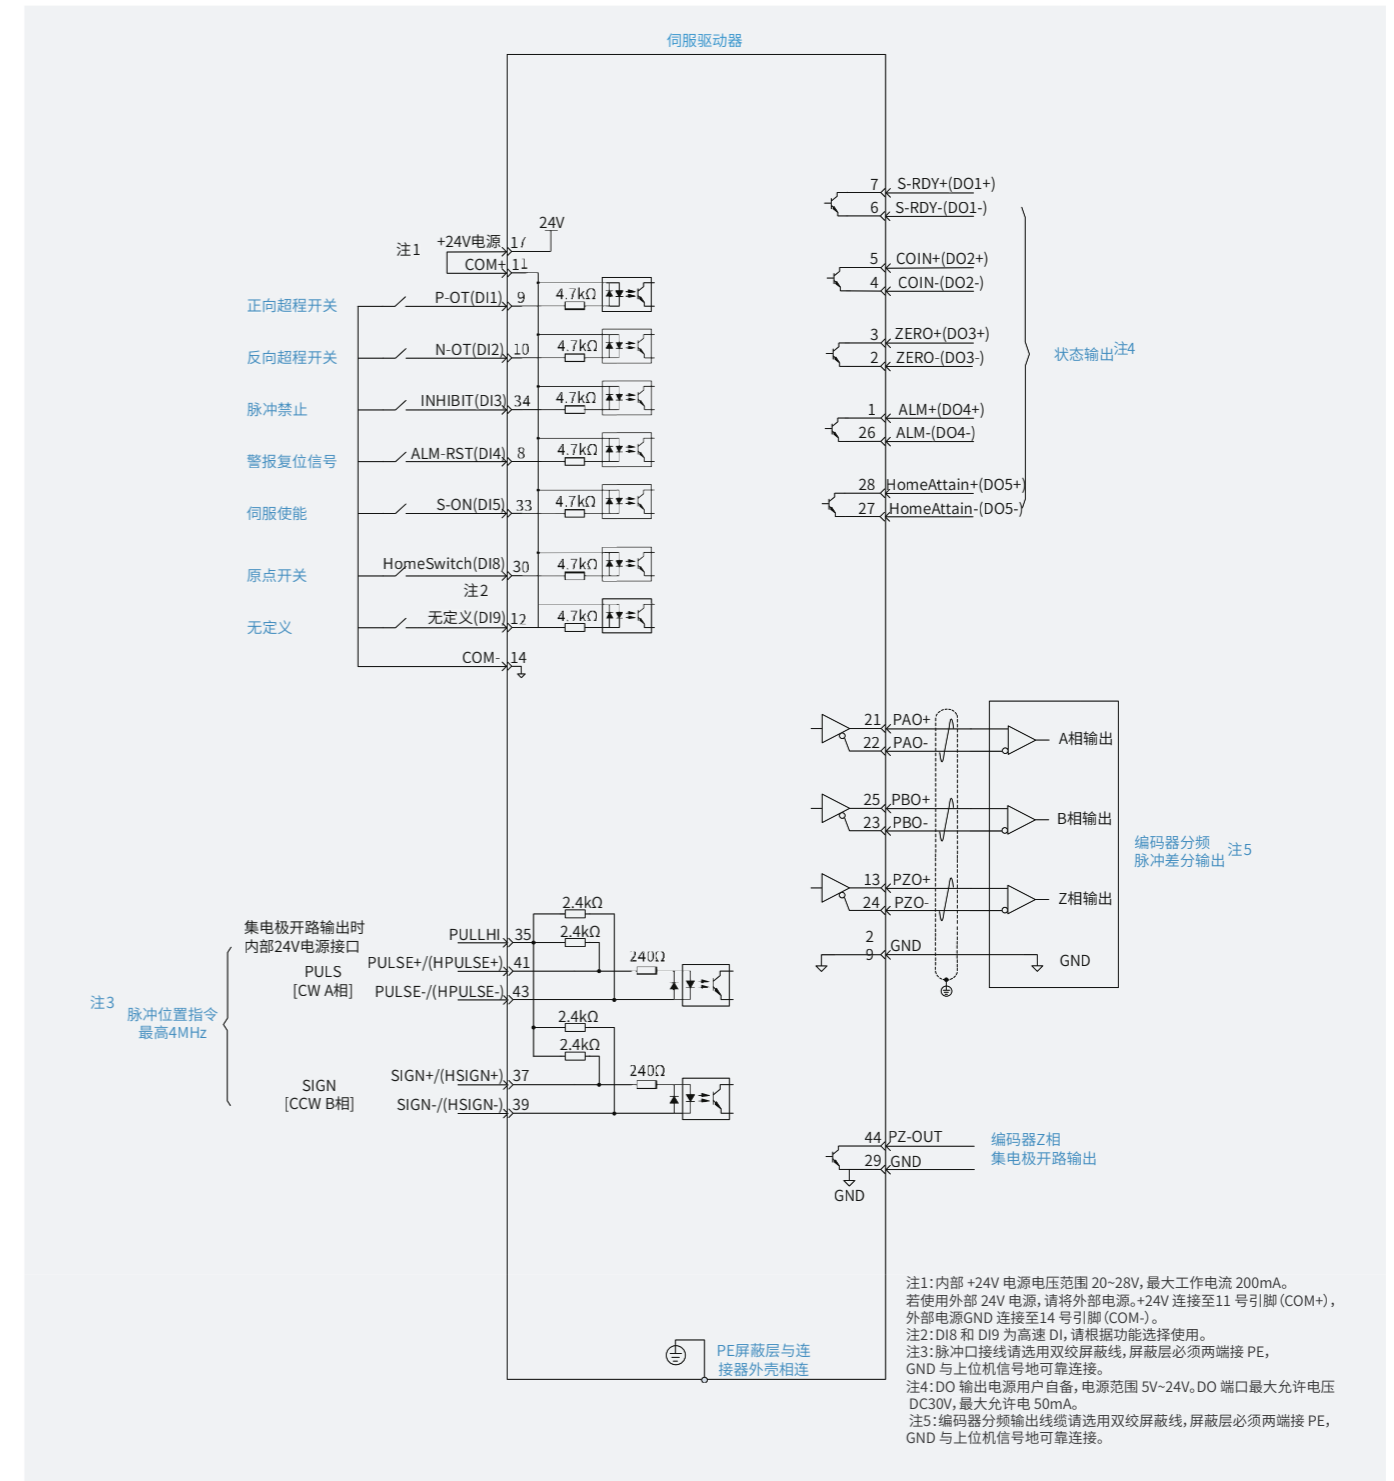 伺服驱动器
24V
注1
+24V电源 17
COM+ 11
正向超程开关 P-OT(DI1) 9 4.7kΩ
反向超程开关 N-OT(DI2) 10 4.7kΩ
脉冲禁止 INHIBIT(DI3) 34 4.7kΩ
警报复位信号 ALM-RST(DI4) 8 4.7kΩ
伺服使能 S-ON(DI5) 33 4.7kΩ
原点开关 HomeSwitch(DI8) 30 4.7kΩ
注2
无定义 无定义(DI9) 12 4.7kΩ
COM- 14
7 S-RDY+(DO1+)
6 S-RDY-(DO1-)
5 COIN+(DO2+)
4 COIN-(DO2-)
3 ZERO+(DO3+)
2 ZERO-(DO3-)
1 ALM+(DO4+)
26 ALM-(DO4-)
28 HomeAttain+(DO5+)
27 HomeAttain-(DO5-)
状态输出注4
21 PAO+
22 PAO-
A相输出
25 PBO+
23 PBO-
B相输出
13 PZO+
24 PZO-
Z相输出
2
9 GND
GND
编码器分频
脉冲差分输出 注5
集电极开路输出时
内部24V电源接口
PULLHI 35
2.4kΩ
2.4kΩ
PULS
[CW A相]
PULSE+/(HPULSE+) 41 240Ω
PULSE-/(HPULSE-) 43
注3
脉冲位置指令
最高4MHz
2.4kΩ
2.4kΩ
SIGN
[CCW B相]
SIGN+/(HSIGN+) 37 240Ω
SIGN-/(HSIGN-) 39
44 PZ-OUT
29 GND
GND
编码器Z相
集电极开路输出
PE屏蔽层与连
接器外壳相连
注1：内部 +24V 电源电压范围 20~28V，最大工作电流 200mA。
若使用外部 24V 电源，请将外部电源。+24V 连接至11 号引脚（COM+），
外部电源GND 连接至14 号引脚（COM-）。
注2：DI8 和 DI9 为高速 DI，请根据功能选择使用。
注3：脉冲口接线请选用双绞屏蔽线，屏蔽层必须两端接 PE，
GND 与上位机信号地可靠连接。
注4：DO 输出电源用户自备，电源范围 5V~24V。DO 端口最大允许电压
DC30V，最大允许电 50mA。
注5：编码器分频输出线缆请选用双绞屏蔽线，屏蔽层必须两端接 PE，
GND 与上位机信号地可靠连接。